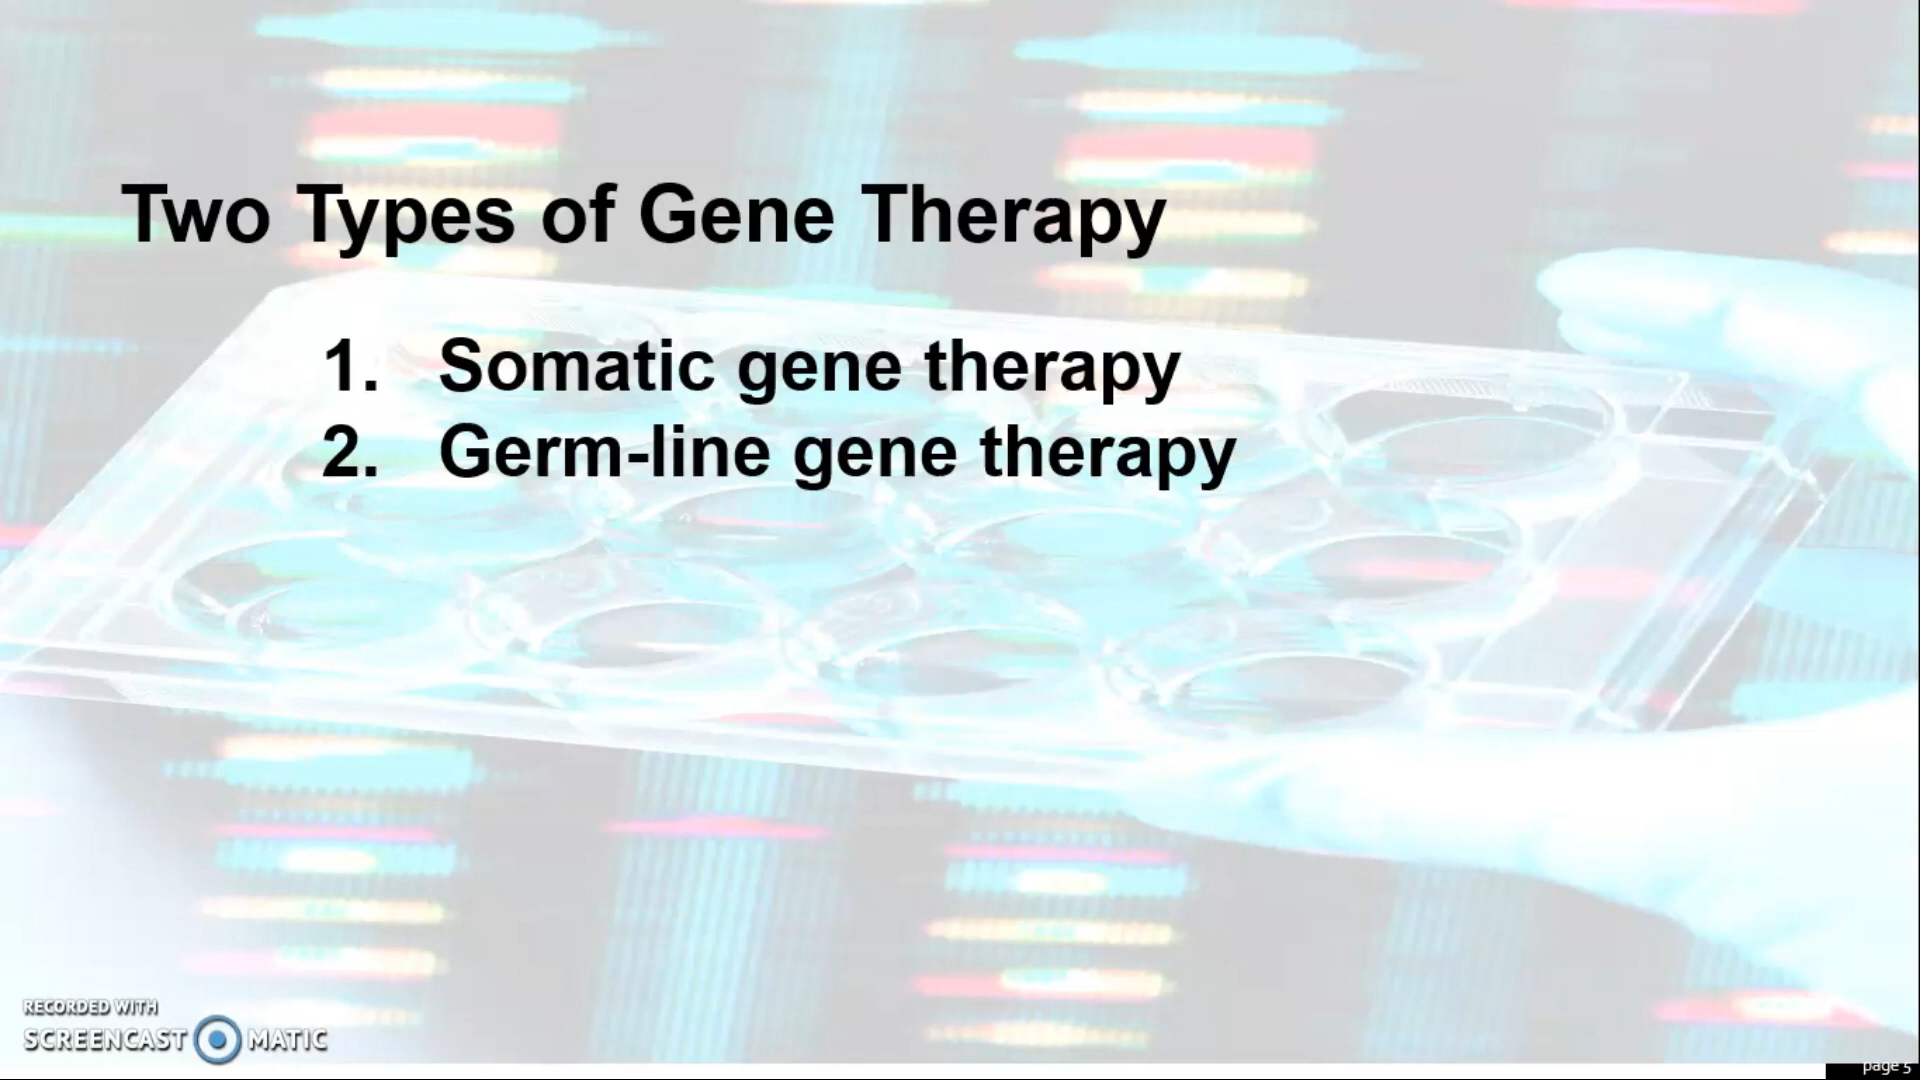 Two Types of Gene Therapy
1. Somatic gene therapy
2. Germ-line gene therapy
RECORDED WITH
SCREENCAST MATIC
page 5